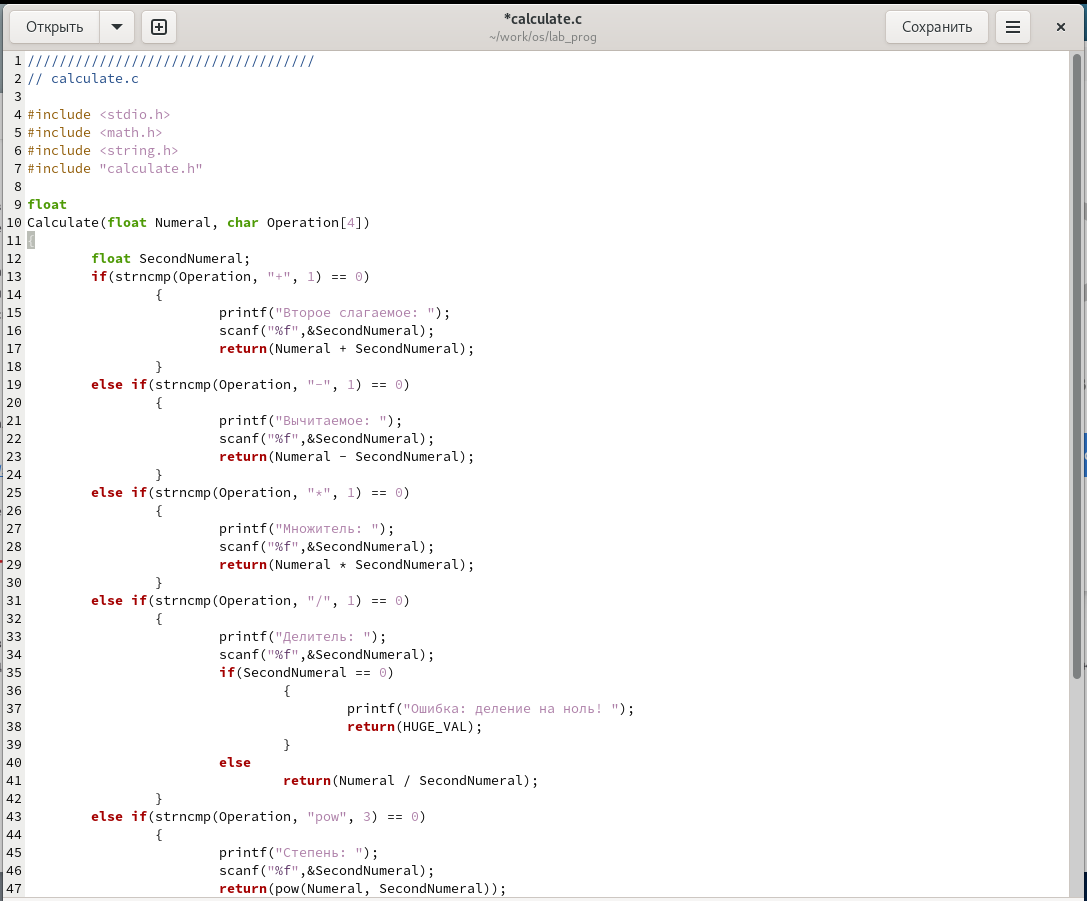 Открыть
*calculate.c
~/work/os/lab_prog
Сохранить
1 ////////////////////////////////////
2 // calculate.c
3
4 #include <stdio.h>
5 #include <math.h>
6 #include <string.h>
7 #include "calculate.h"
8
9 float
10 Calculate(float Numeral, char Operation[4])
11 {
12 float SecondNumeral;
13 if(strncmp(Operation, "+", 1) == 0)
14 {
15 printf("Второе слагаемое: ");
16 scanf("%f",&SecondNumeral);
17 return(Numeral + SecondNumeral);
18 }
19 else if(strncmp(Operation, "-", 1) == 0)
20 {
21 printf("Вычитаемое: ");
22 scanf("%f",&SecondNumeral);
23 return(Numeral - SecondNumeral);
24 }
25 else if(strncmp(Operation, "*", 1) == 0)
26 {
27 printf("Множитель: ");
28 scanf("%f",&SecondNumeral);
29 return(Numeral * SecondNumeral);
30 }
31 else if(strncmp(Operation, "/", 1) == 0)
32 {
33 printf("Делитель: ");
34 scanf("%f",&SecondNumeral);
35 if(SecondNumeral == 0)
36 {
37 printf("Ошибка: деление на ноль! ");
38 return(HUGE_VAL);
39 }
40 else
41 return(Numeral / SecondNumeral);
42 }
43 else if(strncmp(Operation, "pow", 3) == 0)
44 {
45 printf("Степень: ");
46 scanf("%f",&SecondNumeral);
47 return(pow(Numeral, SecondNumeral));